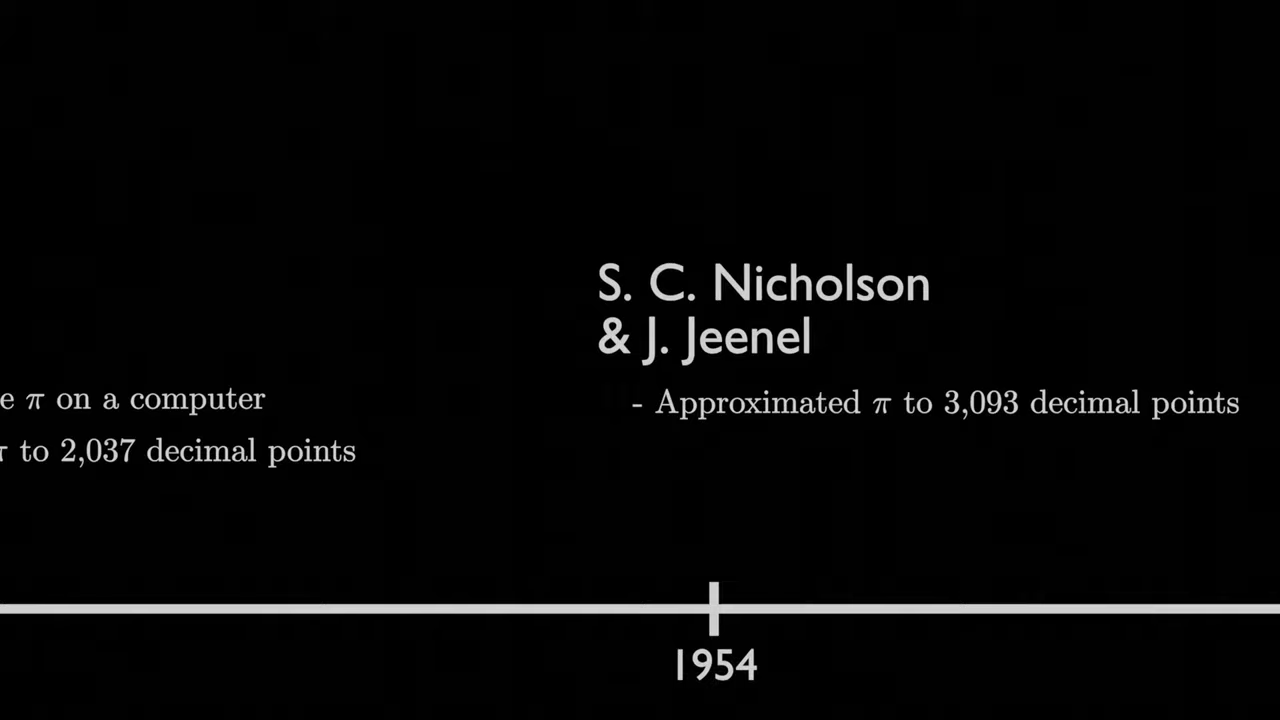 e π on a computer
π to 2,037 decimal points
S. C. Nicholson
& J. Jeenel
- Approximated π to 3,093 decimal points
1954